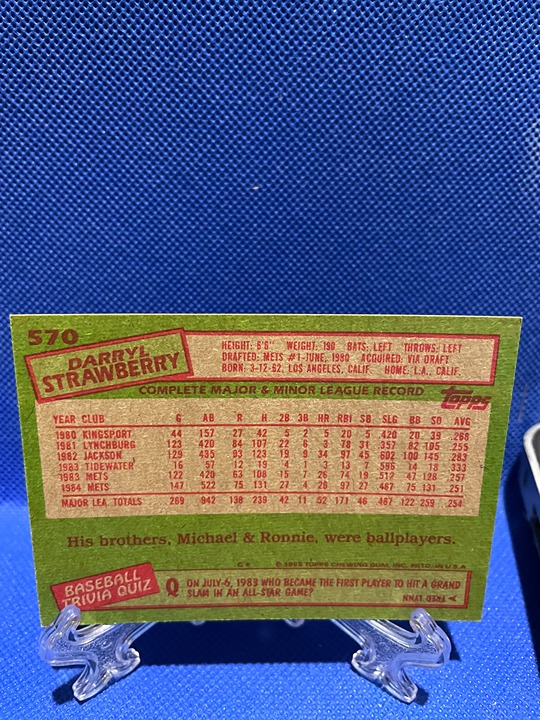 570
DARRYL
STRAWBERRY
HEIGHT: 6'6" WEIGHT: 190 BATS: LEFT THROWS: LEFT
DRAFTED: METS #1-JUNE, 1980 ACQUIRED: VIA DRAFT
BORN: 3-12-62, LOS ANGELES, CALIF. HOME: L.A., CALIF.
COMPLETE MAJOR & MINOR LEAGUE RECORD
TOPPS
YEAR CLUB G AB R H 2B 3B HR RBI SB SLG BB SO AVG
1980 KINGSPORT 44 157 27 42 5 2 5 20 5 .420 20 39 .268
1981 LYNCHBURG 123 420 84 107 22 6 13 78 31 .357 82 105 .255
1982 JACKSON 129 435 93 123 19 9 34 97 45 .602 100 145 .283
1983 TIDEWATER 16 57 12 19 4 1 3 13 7 .596 14 18 .333
1983 METS 122 420 63 108 15 7 26 74 19 .512 47 128 .257
1984 METS 147 522 75 131 27 4 26 97 27 .467 75 131 .251
MAJOR LEA. TOTALS 269 942 138 239 42 11 52 171 46 .487 122 259 .254
His brothers, Michael & Ronnie, were ballplayers.
© 1985 TOPPS CHEWING GUM, INC. PRTD. IN U.S.A.
BASEBALL
TRIVIA QUIZ
Q ON JULY-6, 1983 WHO BECAME THE FIRST PLAYER TO HIT A GRAND
SLAM IN AN ALL-STAR GAME?
A FRED LYNN